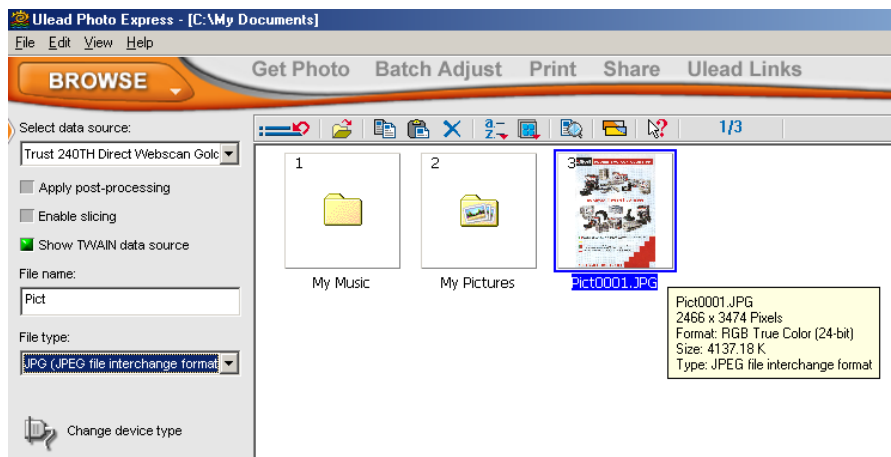 Ulead Photo Express - [C:\My Documents]
File Edit View Help
BROWSE
Get Photo Batch Adjust Print Share Ulead Links
Select data source:
Trust 240TH Direct Webscan Golc
Apply post-processing
Enable slicing
Show TWAIN data source
File name:
Pict
File type:
JPG (JPEG file interchange format
Change device type
1/3
1
2
3
My Music
My Pictures
Pict0001.JPG
Pict0001.JPG
2466 x 3474 Pixels
Format: RGB True Color (24-bit)
Size: 4137.18 K
Type: JPEG file interchange format